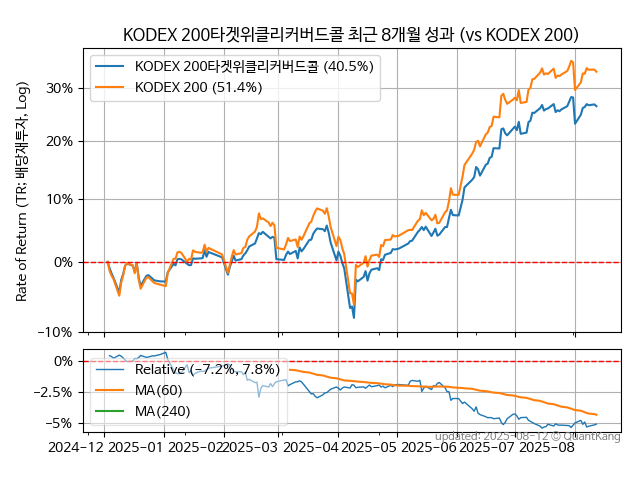 KODEX 200타겟위클리커버드콜 최근 8개월 성과 (vs KODEX 200)
KODEX 200타겟위클리커버드콜 (40.5%)
KODEX 200 (51.4%)
Rate of Return (TR: 배당재투자, Log)
30%
20%
10%
0%
−10%
0%
−2.5%
−5%
Relative (−7.2%, 7.8%)
MA(60)
MA(240)
updated: 2025-08-12 © QuantKang
2024−12 2025−01 2025−02 2025−03 2025−04 2025−05 2025−06 2025−07 2025−08